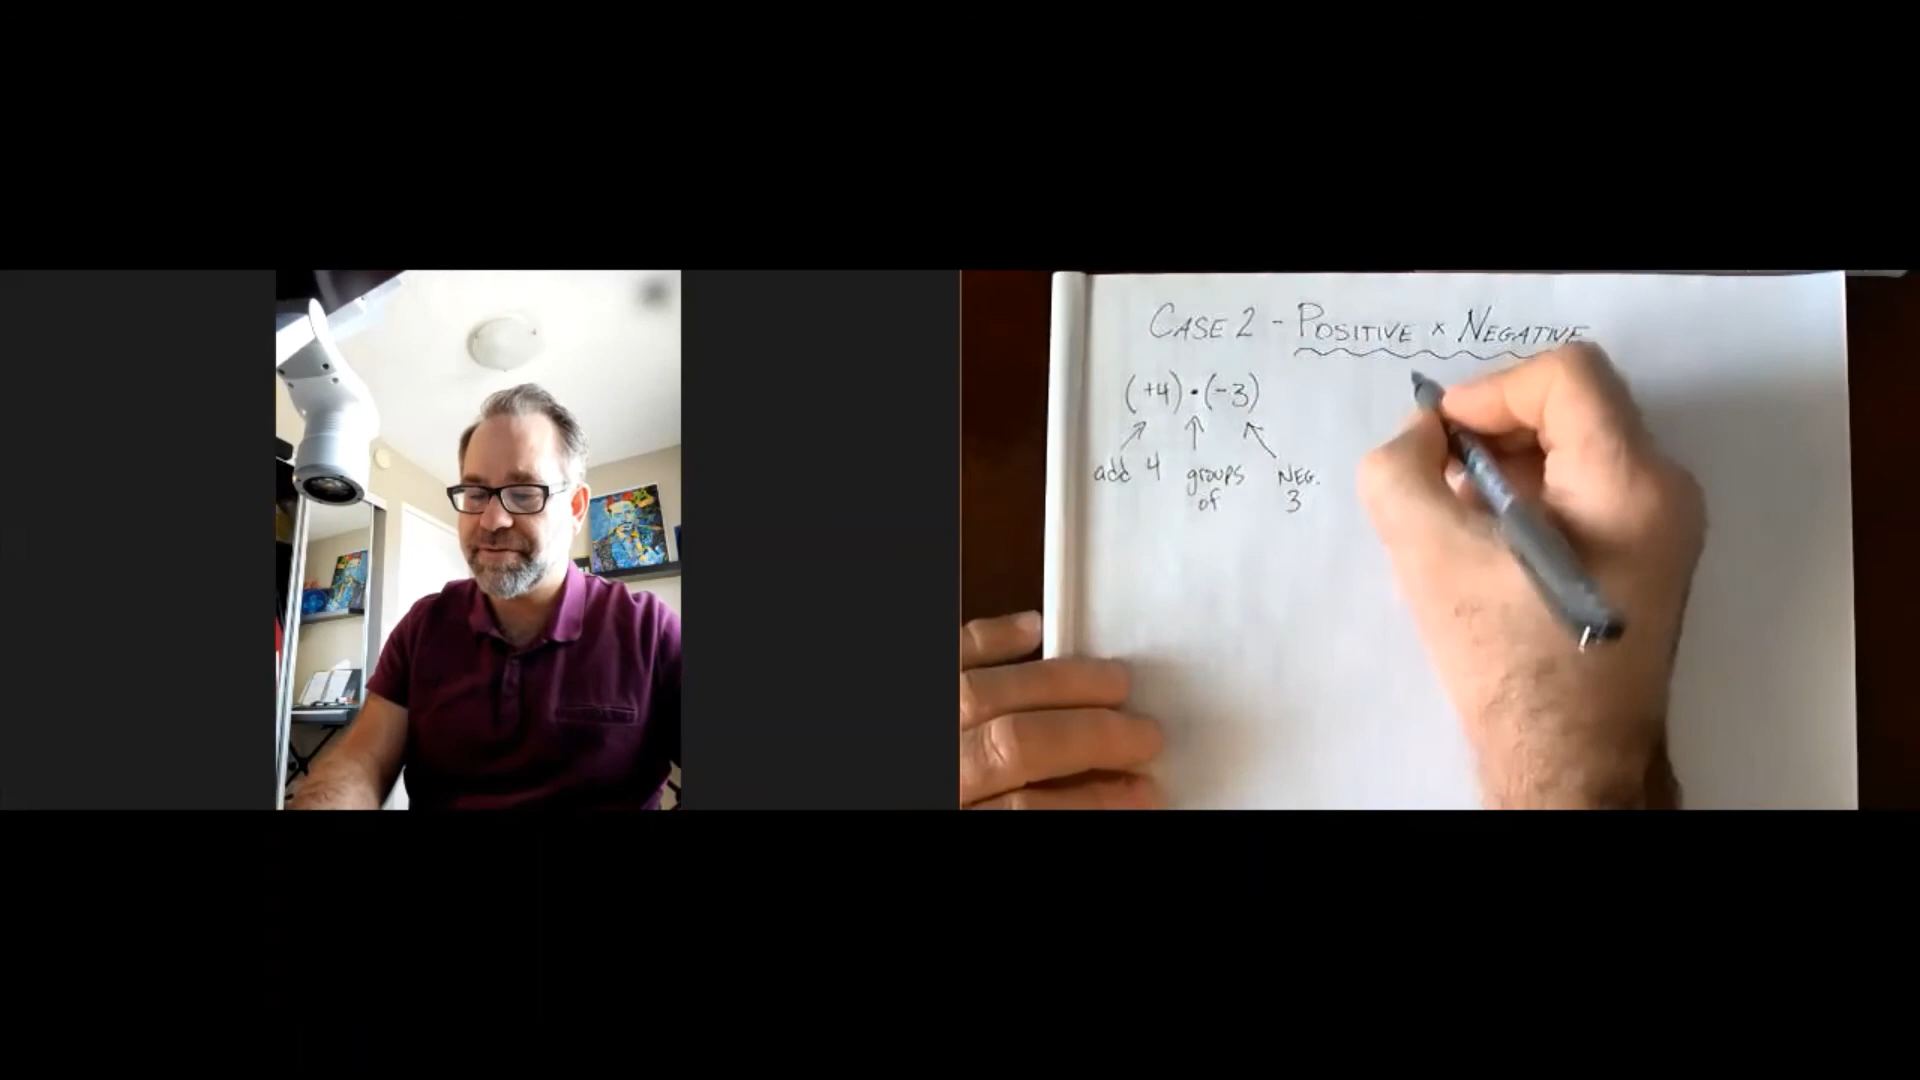 CASE 2 - POSITIVE × NEGATIVE
(+4) • (-3)
add 4 groups of NEG. 3